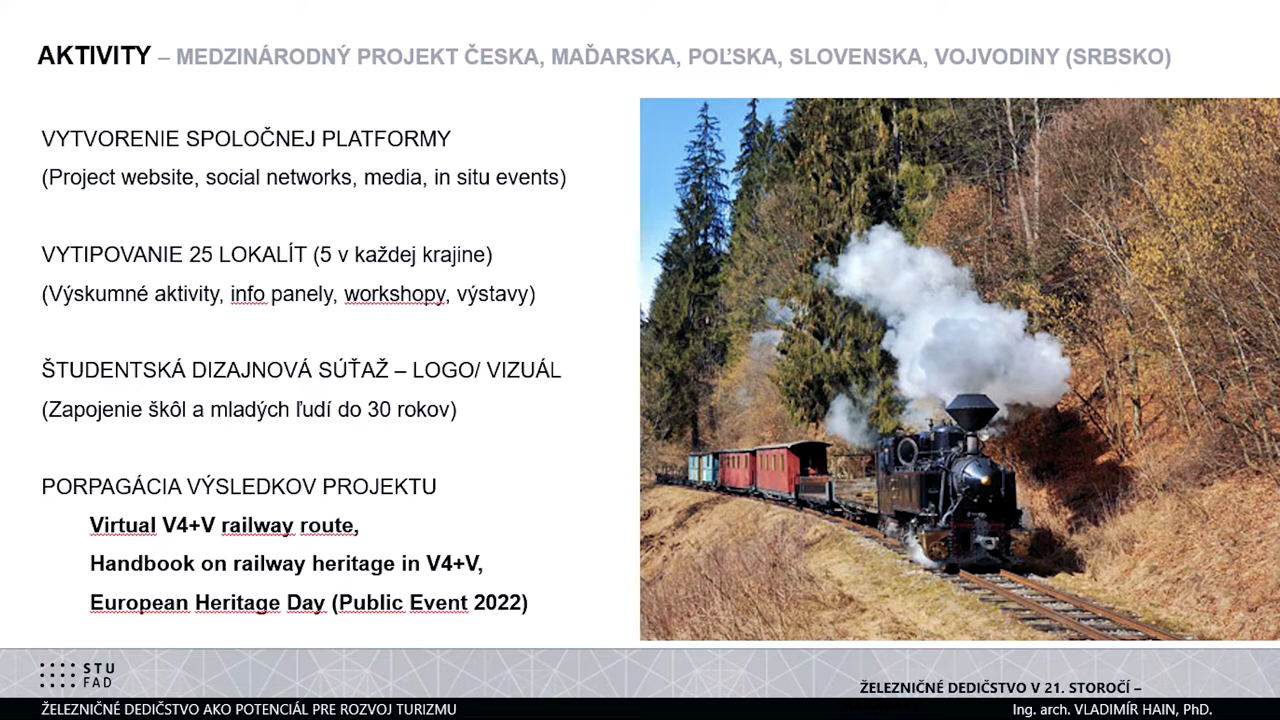 AKTIVITY – MEDZINÁRODNÝ PROJEKT ČESKA, MAĎARSKA, POĽSKA, SLOVENSKA, VOJVODINY (SRBSKO)
VYTVORENIE SPOLOČNEJ PLATFORMY
(Project website, social networks, media, in situ events)
VYTIPOVANIE 25 LOKALÍT (5 v každej krajine)
(Výskumné aktivity, info panely, workshopy, výstavy)
ŠTUDENTSKÁ DIZAJNOVÁ SÚŤAŽ – LOGO/ VIZUÁL
(Zapojenie škôl a mladých ľudí do 30 rokov)
PORPAGÁCIA VÝSLEDKOV PROJEKTU
Virtual V4+V railway route,
Handbook on railway heritage in V4+V,
European Heritage Day (Public Event 2022)
STU
FAD
ŽELEZNIČNÉ DEDIČSTVO V 21. STOROČÍ –
ŽELEZNIČNÉ DEDIČSTVO AKO POTENCIÁL PRE ROZVOJ TURIZMU
Ing. arch. VLADIMÍR HAIN, PhD.